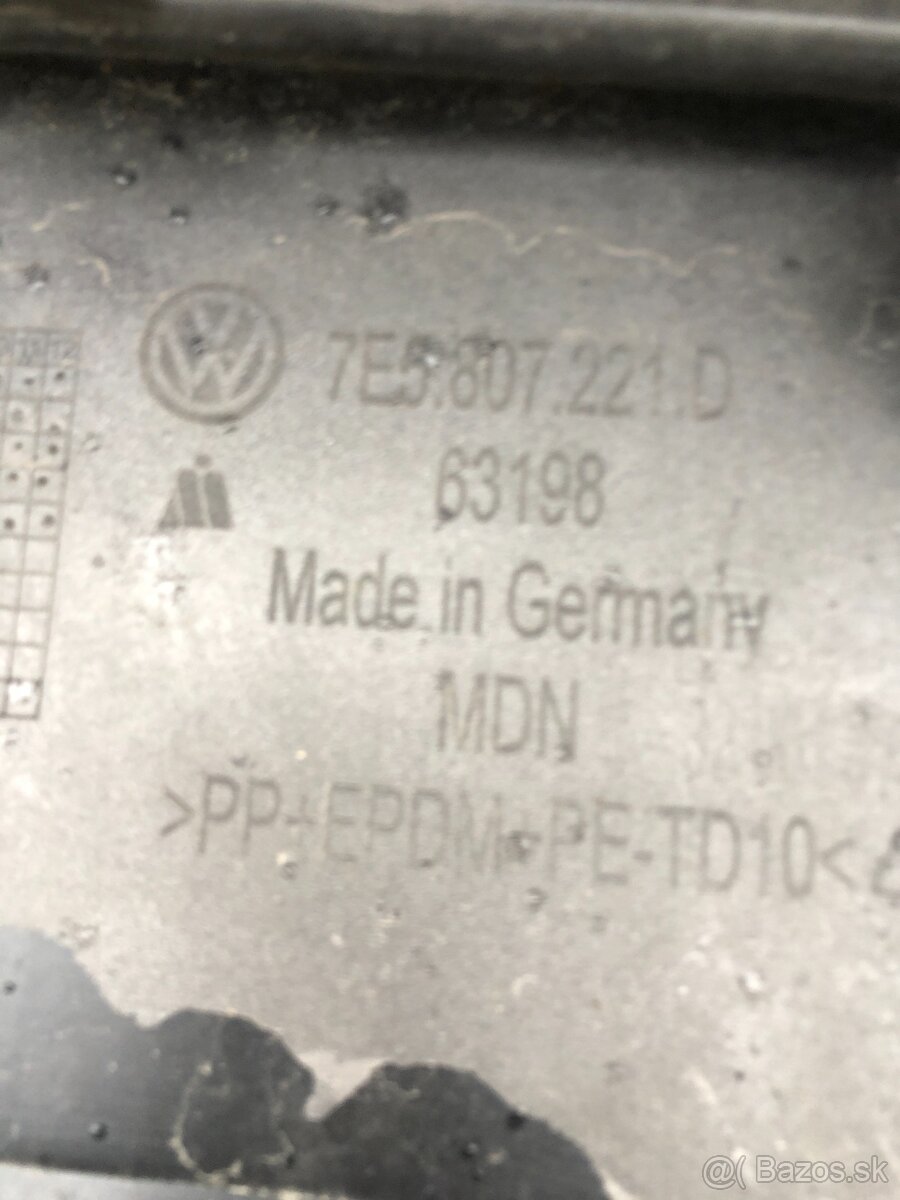 7E5.807.221.D
63198
Made in Germany
MDN
>PP+EPDM+PE-TD10<
@( Bazos.sk